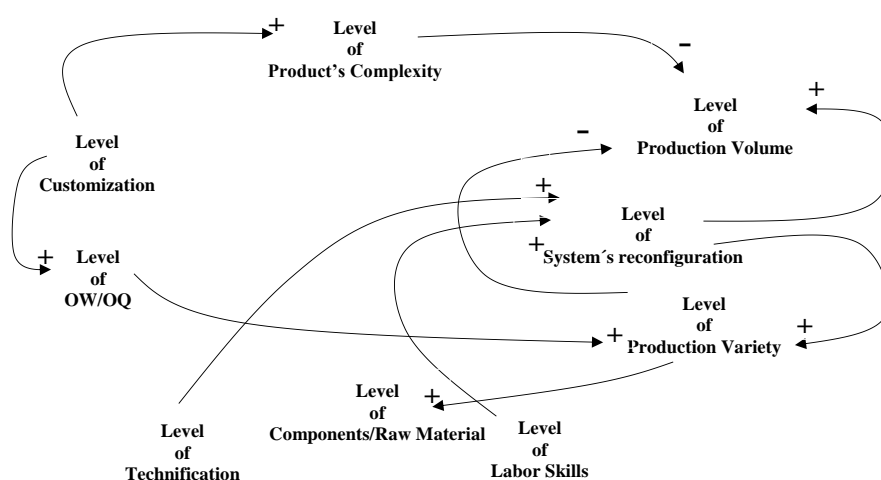 +
Level
of
Product's Complexity
−
Level
of
Production Volume
+
Level
of
Customization
−
+
Level
of
System´s reconfiguration
+
+
Level
of
OW/OQ
Level
of
Production Variety
+
+
Level
of
Components/Raw Material
+
Level
of
Technification
Level
of
Labor Skills